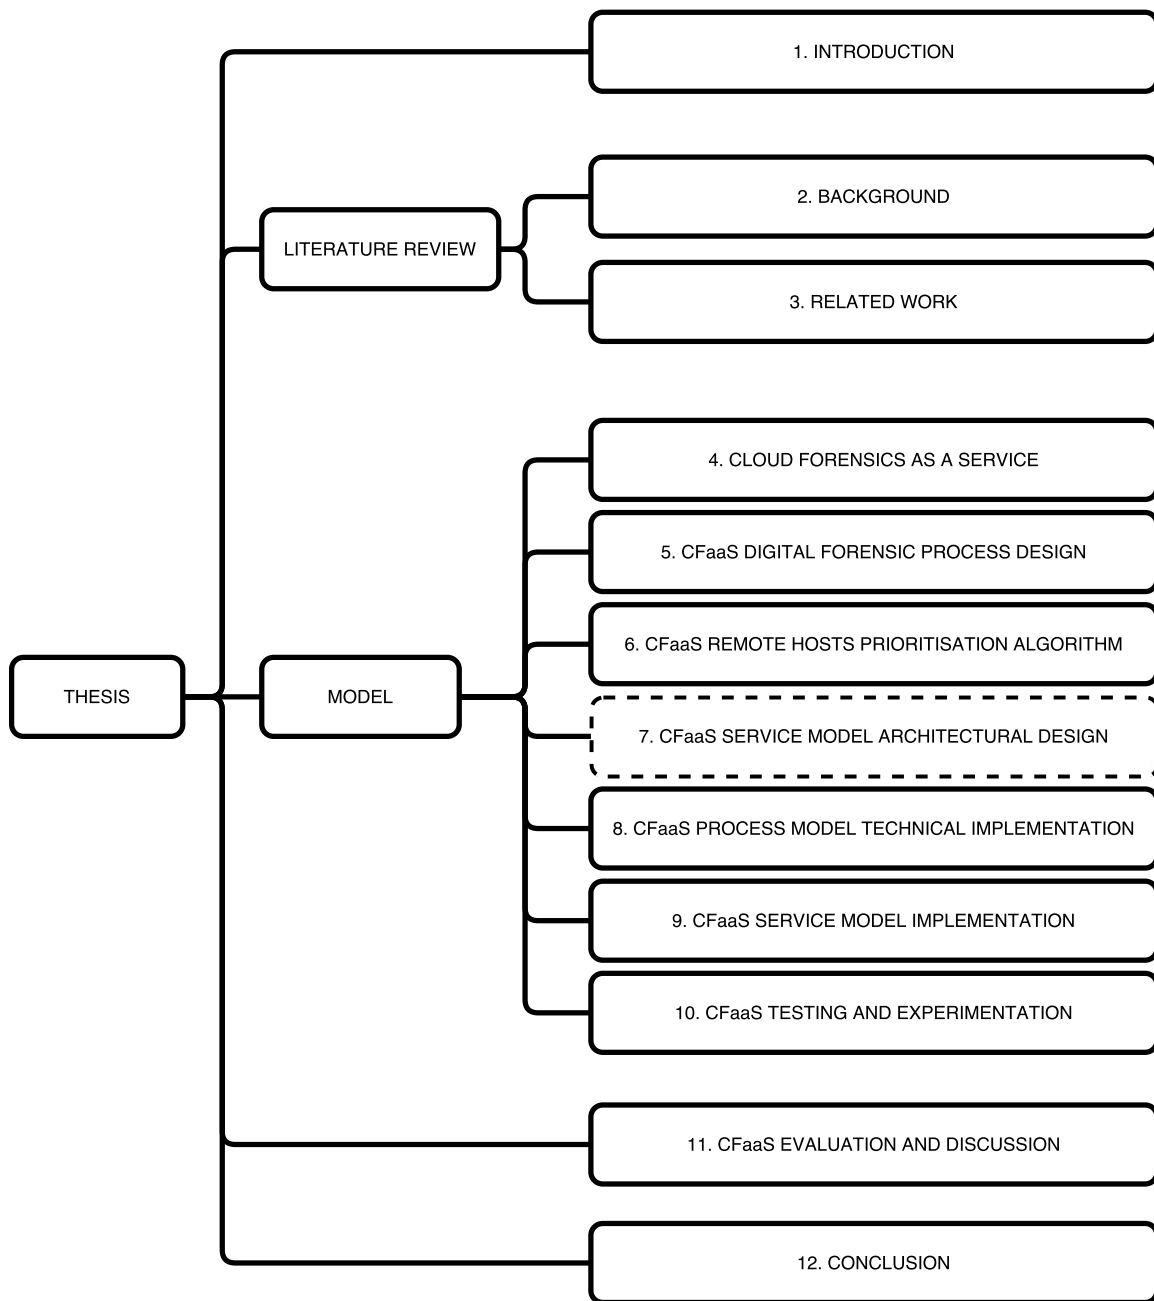 1. INTRODUCTION
2. BACKGROUND
LITERATURE REVIEW
3. RELATED WORK
4. CLOUD FORENSICS AS A SERVICE
5. CFaaS DIGITAL FORENSIC PROCESS DESIGN
6. CFaaS REMOTE HOSTS PRIORITISATION ALGORITHM
THESIS
MODEL
7. CFaaS SERVICE MODEL ARCHITECTURAL DESIGN
8. CFaaS PROCESS MODEL TECHNICAL IMPLEMENTATION
9. CFaaS SERVICE MODEL IMPLEMENTATION
10. CFaaS TESTING AND EXPERIMENTATION
11. CFaaS EVALUATION AND DISCUSSION
12. CONCLUSION